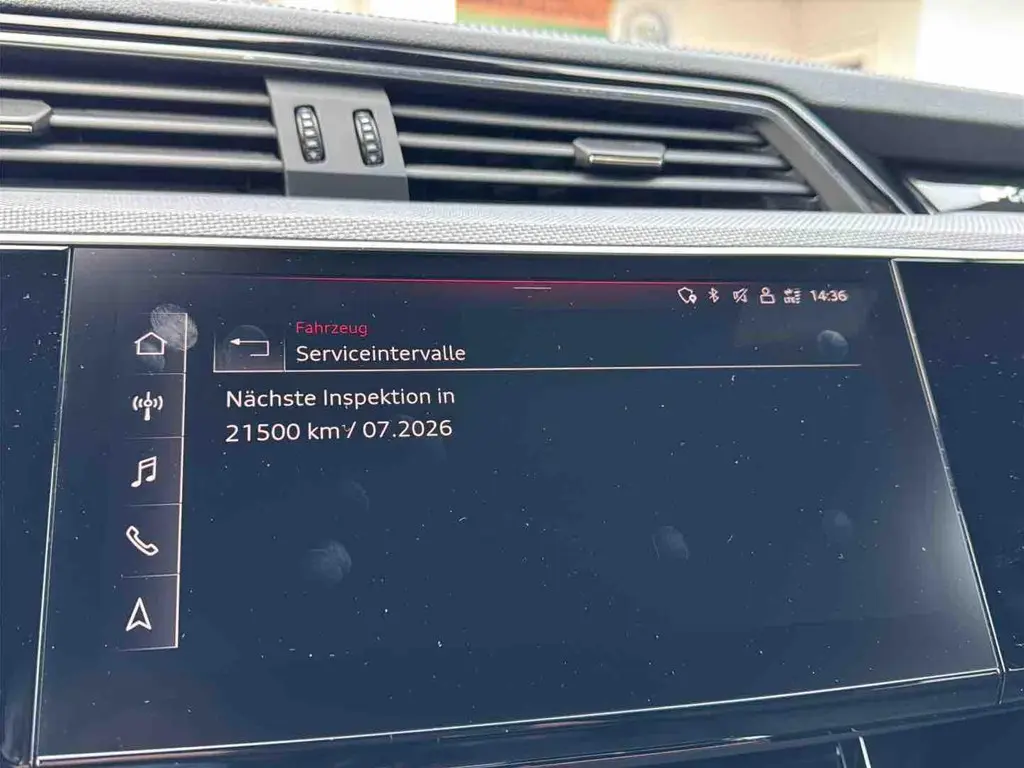 14:36
Fahrzeug
Serviceintervalle
Nächste Inspektion in
21500 km / 07.2026